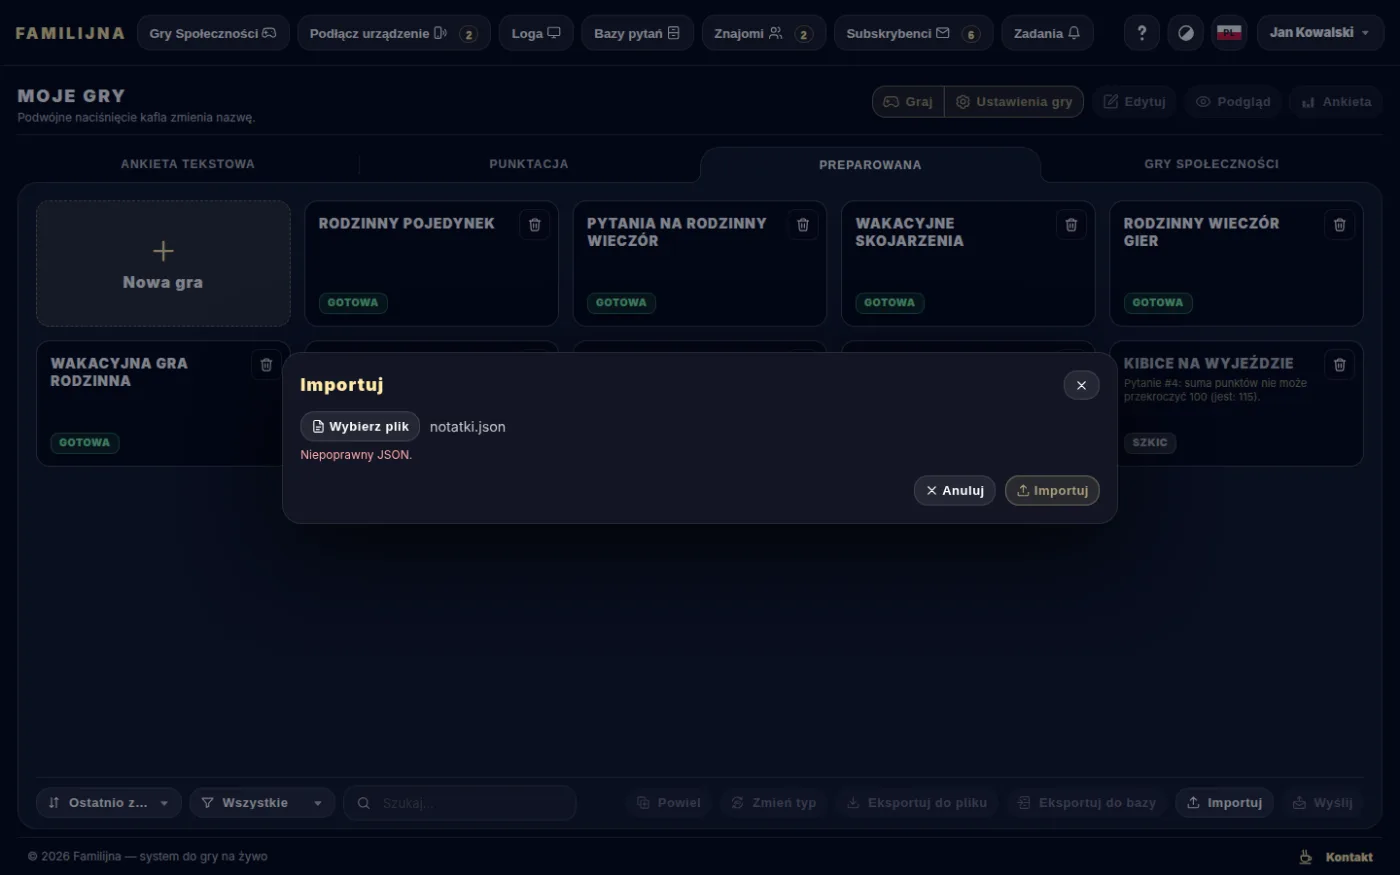 FAMILIJNA
Gry Społeczności
Podłącz urządzenie 2
Loga
Bazy pytań
Znajomi 2
Subskrybenci 6
Zadania
?
PL
Jan Kowalski
MOJE GRY
Podwójne naciśnięcie kafla zmienia nazwę.
Graj
Ustawienia gry
Edytuj
Podgląd
Ankieta
ANKIETA TEKSTOWA
PUNKTACJA
PREPAROWANA
GRY SPOŁECZNOŚCI
Nowa gra
RODZINNY POJEDYNEK
GOTOWA
PYTANIA NA RODZINNY
WIECZÓR
GOTOWA
WAKACYJNE
SKOJARZENIA
GOTOWA
RODZINNY WIECZÓR
GIER
GOTOWA
WAKACYJNA GRA
RODZINNA
GOTOWA
KIBICE NA WYJEŹDZIE
Pytanie #4: suma punktów nie może
przekroczyć 100 (jest: 115).
SZKIC
Importuj
Wybierz plik
notatki.json
Niepoprawny JSON.
Anuluj
Importuj
Ostatnio z...
Wszystkie
Szukaj...
Powiel
Zmień typ
Eksportuj do pliku
Eksportuj do bazy
Importuj
Wyślij
© 2026 Familijna — system do gry na żywo
Kontakt